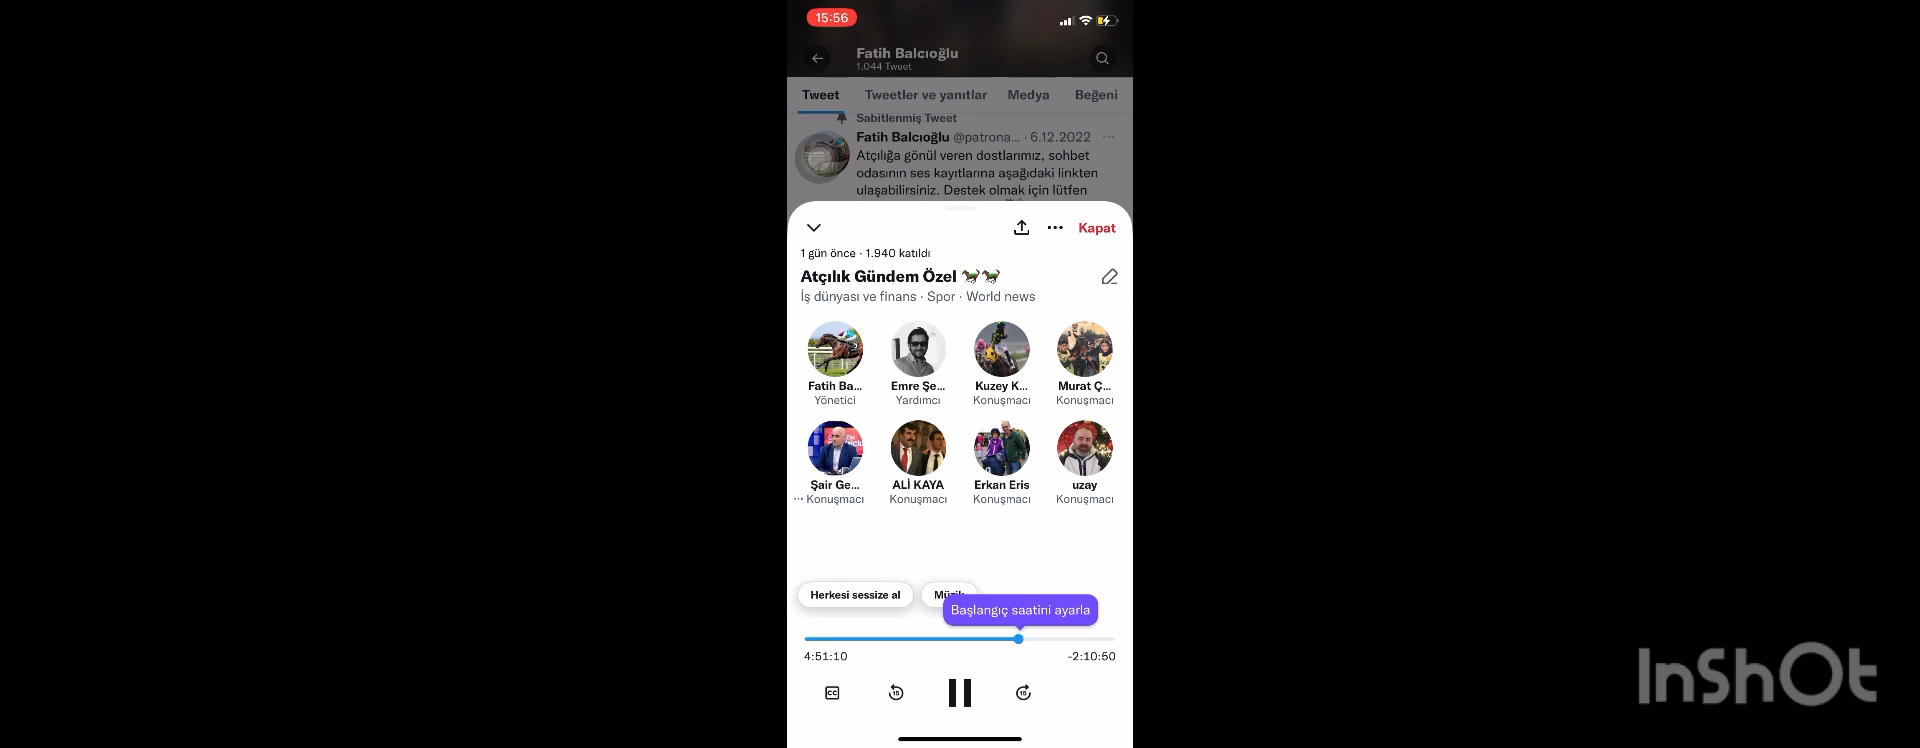 15:56
Fatih Balcıoğlu
1.044 Tweet
Tweet Tweetler ve yanıtlar Medya Beğeni
Sabitlenmiş Tweet
Fatih Balcıoğlu @patrona... · 6.12.2022 ...
Atçılığa gönül veren dostlarımız, sohbet
odasının ses kayıtlarına aşağıdaki linkten
ulaşabilirsiniz. Destek olmak için lütfen
Kapat
1 gün önce · 1.940 katıldı
Atçılık Gündem Özel 🐎🐎
İş dünyası ve finans · Spor · World news
Fatih Ba... Emre Şe... Kuzey K... Murat Ç...
Yönetici Yardımcı Konuşmacı Konuşmacı
Şair Ge... ALİ KAYA Erkan Eris uzay
Konuşmacı Konuşmacı Konuşmacı Konuşmacı
Herkesi sessize al
Başlangıç saatini ayarla
4:51:10 -2:10:50
CC 15 15
InShOt